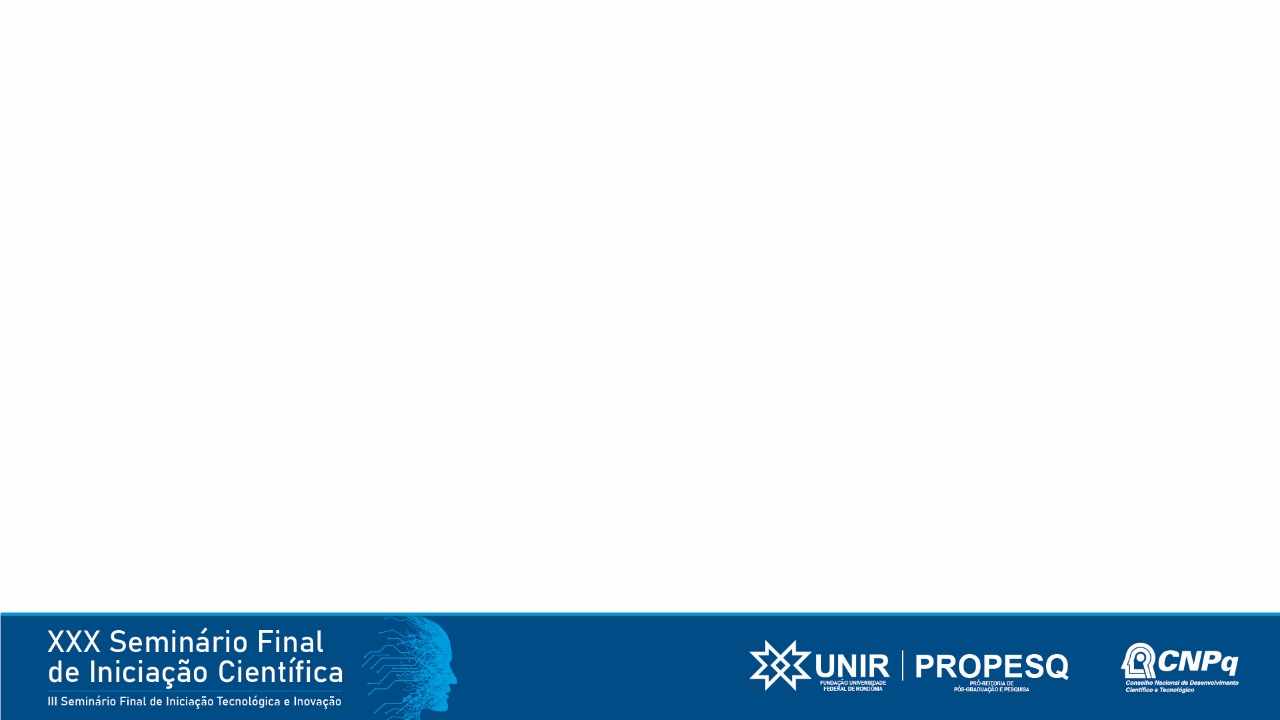 XXX Seminário Final
de Iniciação Científica
III Seminário Final de Iniciação Tecnológica e Inovação
UNIR
FUNDAÇÃO UNIVERSIDADE
FEDERAL DE RONDÔNIA
PROPESQ
PRÓ-REITORIA DE
PÓS-GRADUAÇÃO E PESQUISA
CNPq
Conselho Nacional de Desenvolvimento
Científico e Tecnológico